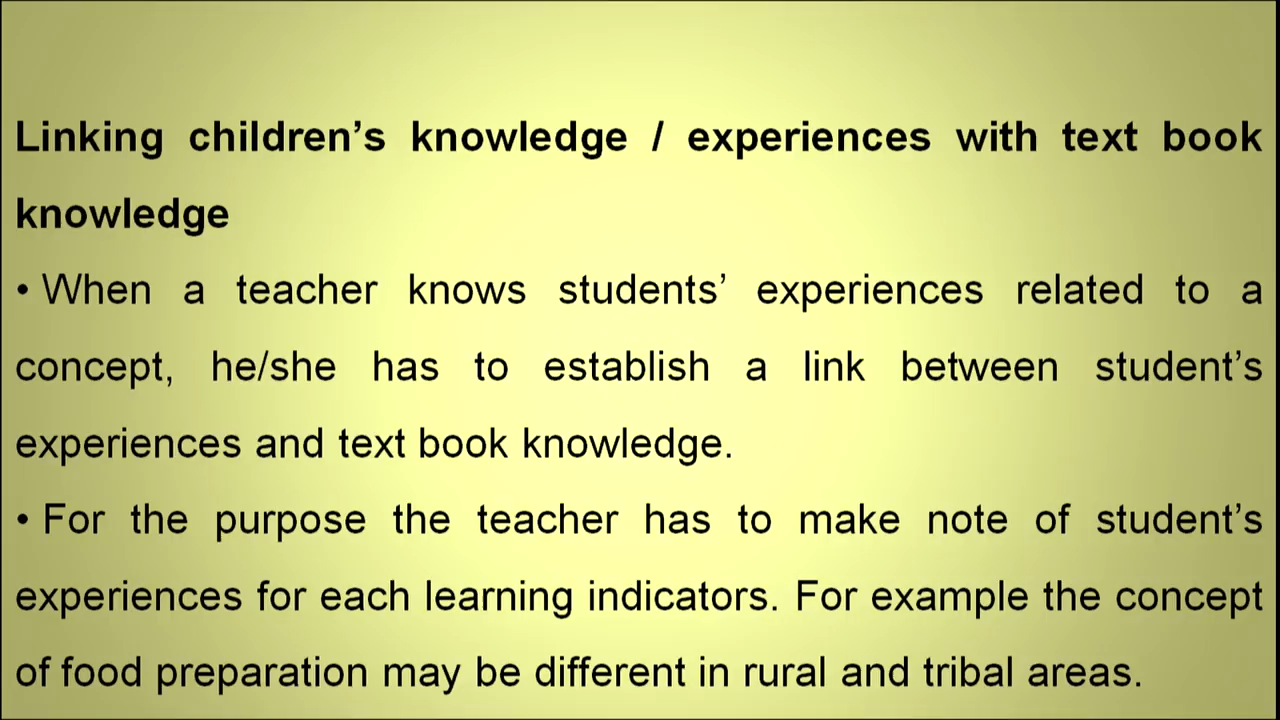 Linking children’s knowledge / experiences with text book
knowledge
• When a teacher knows students’ experiences related to a
concept, he/she has to establish a link between student’s
experiences and text book knowledge.
• For the purpose the teacher has to make note of student’s
experiences for each learning indicators. For example the concept
of food preparation may be different in rural and tribal areas.